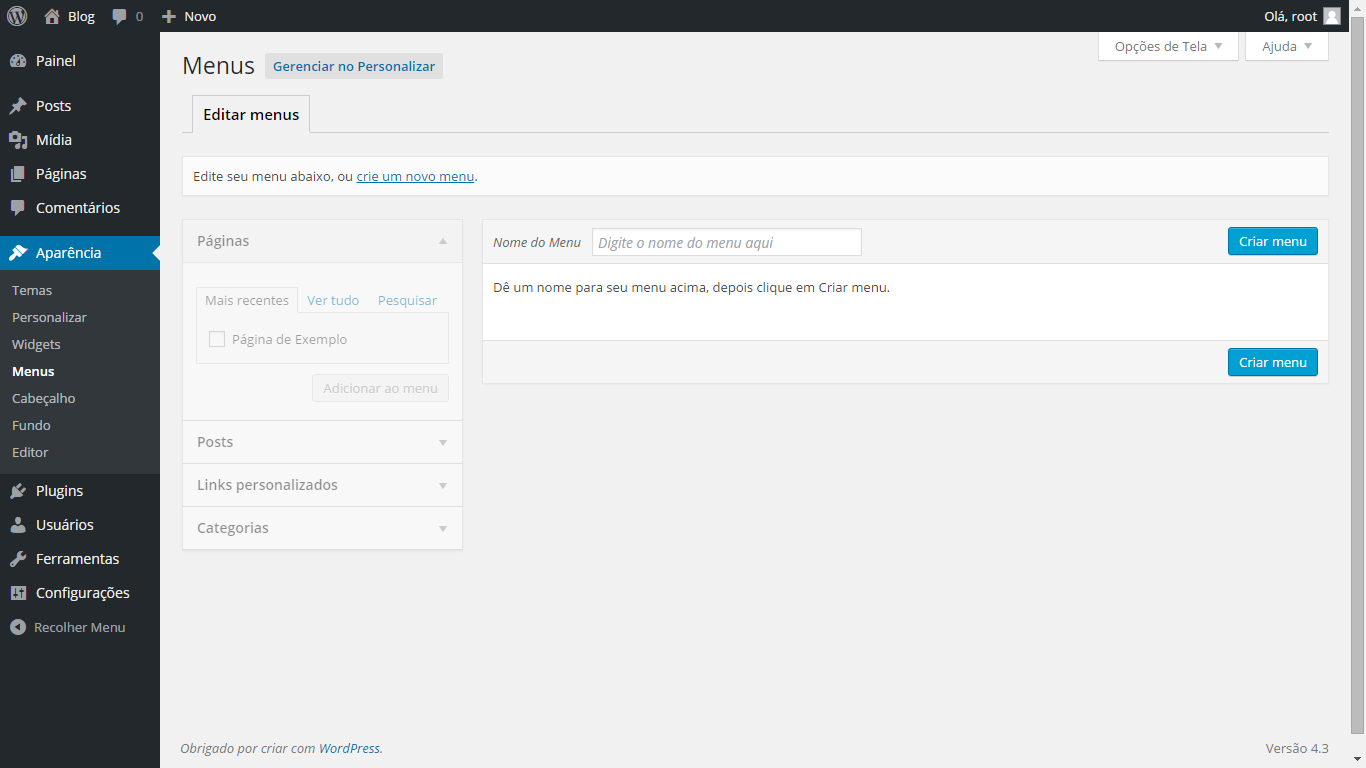 Blog 0 Novo Olá, root
Painel
Posts
Mídia
Páginas
Comentários
Aparência
Temas
Personalizar
Widgets
Menus
Cabeçalho
Fundo
Editor
Plugins
Usuários
Ferramentas
Configurações
Recolher Menu
Opções de Tela Ajuda
Menus Gerenciar no Personalizar
Editar menus
Edite seu menu abaixo, ou crie um novo menu.
Páginas
Mais recentes Ver tudo Pesquisar
Página de Exemplo
Adicionar ao menu
Posts
Links personalizados
Categorias
Nome do Menu Digite o nome do menu aqui Criar menu
Dê um nome para seu menu acima, depois clique em Criar menu.
Criar menu
Obrigado por criar com WordPress. Versão 4.3